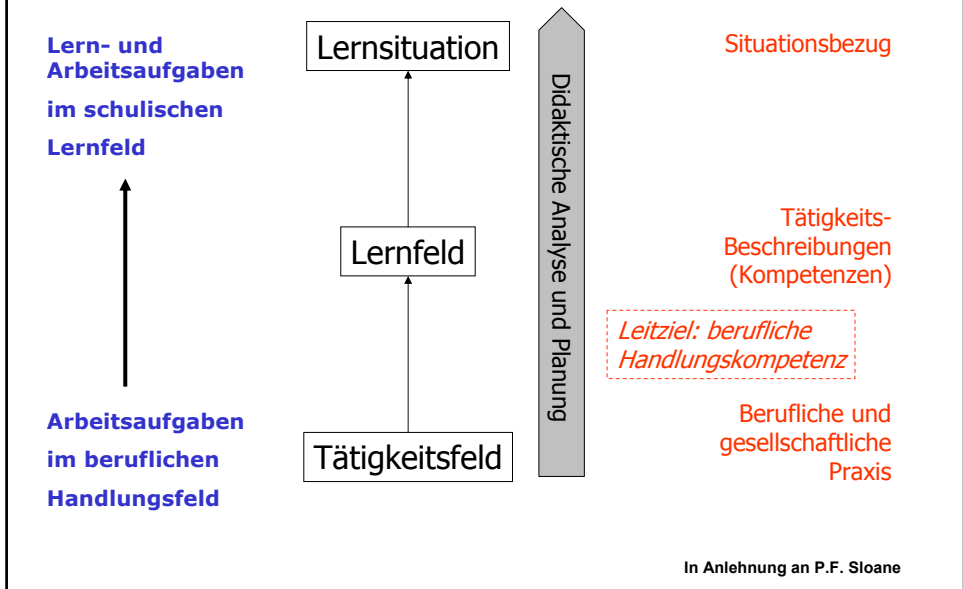 Lern- und
Arbeitsaufgaben
im schulischen
Lernfeld
Arbeitsaufgaben
im beruflichen
Handlungsfeld
Lernsituation
Lernfeld
Tätigkeitsfeld
Didaktische Analyse und Planung
Situationsbezug
Tätigkeits-
Beschreibungen
(Kompetenzen)
Leitziel: berufliche
Handlungskompetenz
Berufliche und
gesellschaftliche
Praxis
In Anlehnung an P.F. Sloane